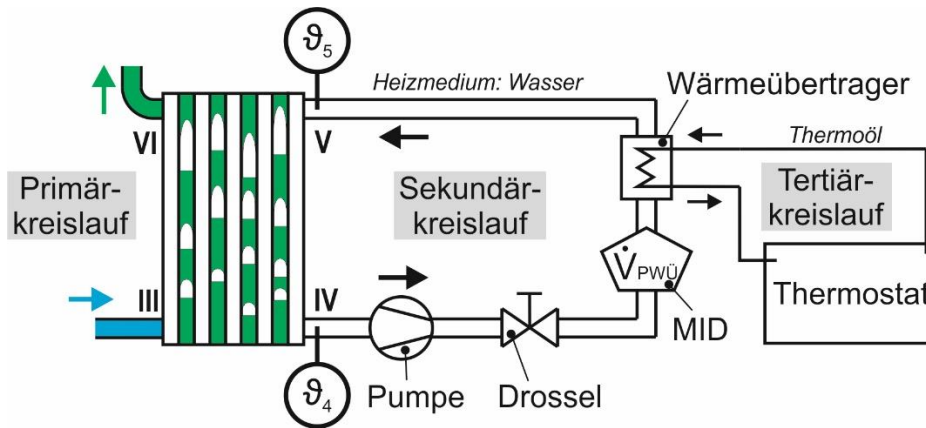 ϑ5
Heizmedium: Wasser
Wärmeübertrager
Thermoöl
VI
V
Primär-
kreislauf
Sekundär-
kreislauf
Tertiär-
kreislauf
V̇PWÜ
III
IV
MID
Thermostat
ϑ4
Pumpe
Drossel